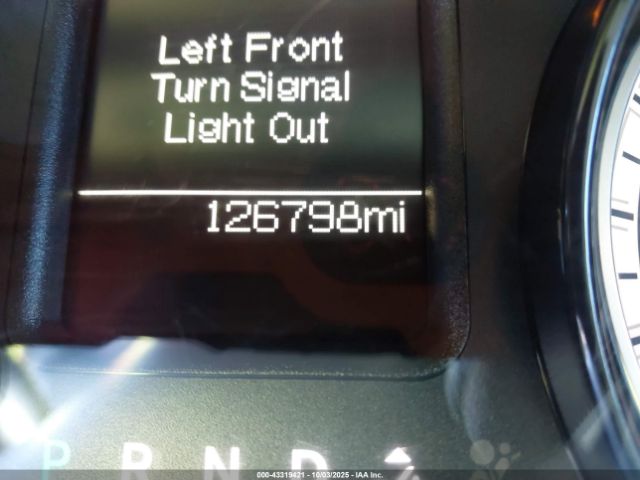 Left Front
Turn Signal
Light Out
126798mi
P R N D
000-43319421 - 10/03/2025 - IAA Inc.